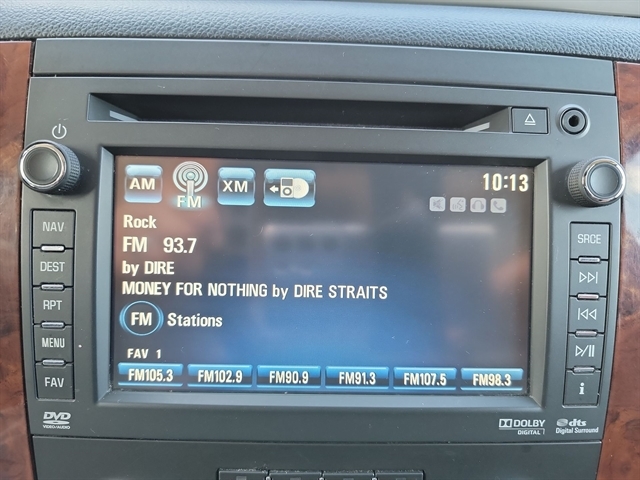 AM FM XM 10:13
Rock
FM 93.7
by DIRE
MONEY FOR NOTHING by DIRE STRAITS
FM Stations
FAV 1
FM105.3 FM102.9 FM90.9 FM91.3 FM107.5 FM98.3
NAV
DEST
RPT
MENU
FAV
SRCE
i
DVD
VIDEO/AUDIO
DOLBY
DIGITAL
dts
Digital Surround